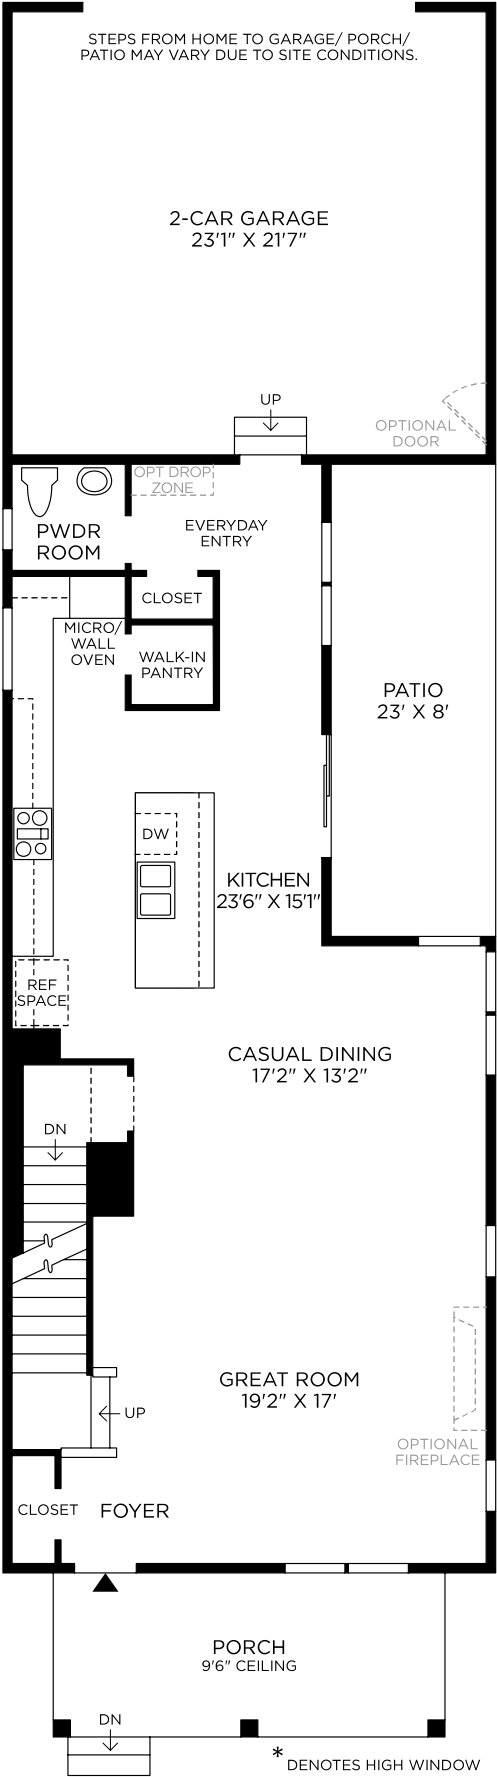 STEPS FROM HOME TO GARAGE/ PORCH/
PATIO MAY VARY DUE TO SITE CONDITIONS.
2-CAR GARAGE
23'1" X 21'7"
UP
OPTIONAL
DOOR
OPT DROP
ZONE
PWDR
ROOM
EVERYDAY
ENTRY
CLOSET
MICRO/
WALL
OVEN
WALK-IN
PANTRY
PATIO
23' X 8'
DW
KITCHEN
23'6" X 15'1"
REF
SPACE
CASUAL DINING
17'2" X 13'2"
DN
GREAT ROOM
19'2" X 17'
UP
OPTIONAL
FIREPLACE
CLOSET
FOYER
PORCH
9'6" CEILING
DN
* DENOTES HIGH WINDOW